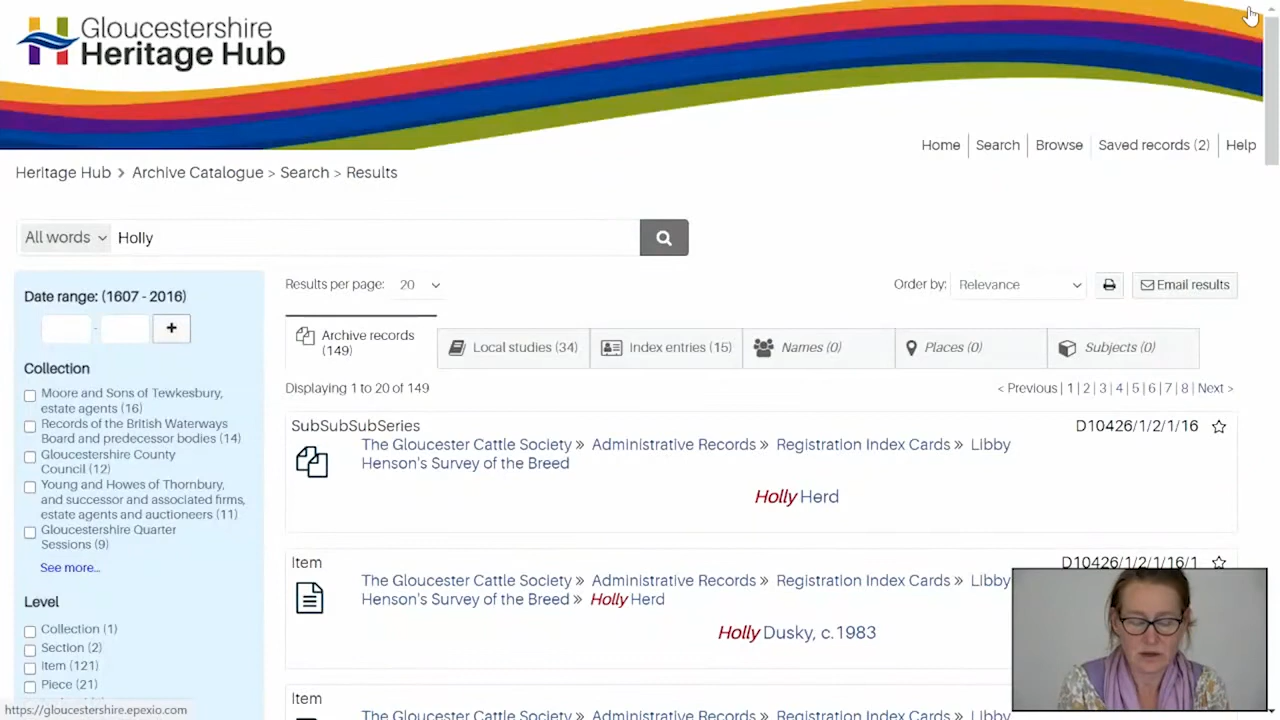 Gloucestershire
Heritage Hub
Home
Search
Browse
Saved records (2)
Help
Heritage Hub > Archive Catalogue > Search > Results
All words
Holly
Date range: (1607 - 2016)
-
+
Collection
Moore and Sons of Tewkesbury,
estate agents (16)
Records of the British Waterways
Board and predecessor bodies (14)
Gloucestershire County
Council (12)
Young and Howes of Thornbury,
and successor and associated firms,
estate agents and auctioneers (11)
Gloucestershire Quarter
Sessions (9)
See more...
Level
Collection (1)
Section (2)
Item (121)
Piece (21)
Results per page: 20
Order by: Relevance
Email results
Archive records
(149)
Local studies (34)
Index entries (15)
Names (0)
Places (0)
Subjects (0)
Displaying 1 to 20 of 149
< Previous | 1 | 2 | 3 | 4 | 5 | 6 | 7 | 8 | Next >
SubSubSubSeries
D10426/1/2/1/16
The Gloucester Cattle Society » Administrative Records » Registration Index Cards » Libby
Henson's Survey of the Breed
Holly Herd
Item
D10426/1/2/1/16/1
The Gloucester Cattle Society » Administrative Records » Registration Index Cards » Libby
Henson's Survey of the Breed » Holly Herd
Holly Dusky, c.1983
Item
The Gloucester Cattle Society » Administrative Records » Registration Index Cards » Libby
https://gloucestershire.epexio.com